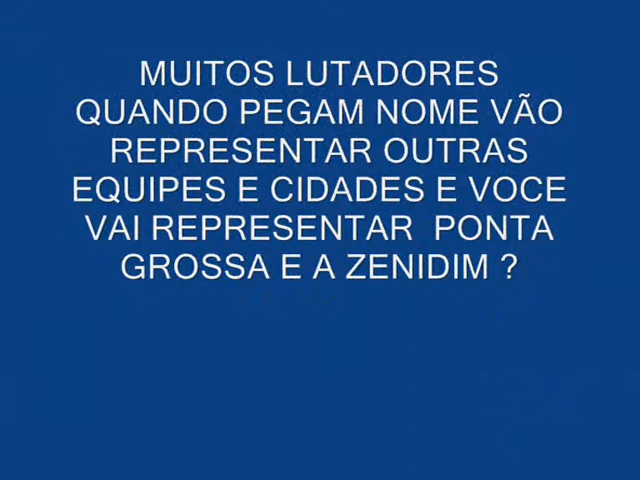 MUITOS LUTADORES
QUANDO PEGAM NOME VÃO
REPRESENTAR OUTRAS
EQUIPES E CIDADES E VOCE
VAI REPRESENTAR  PONTA
GROSSA E A ZENIDIM ?